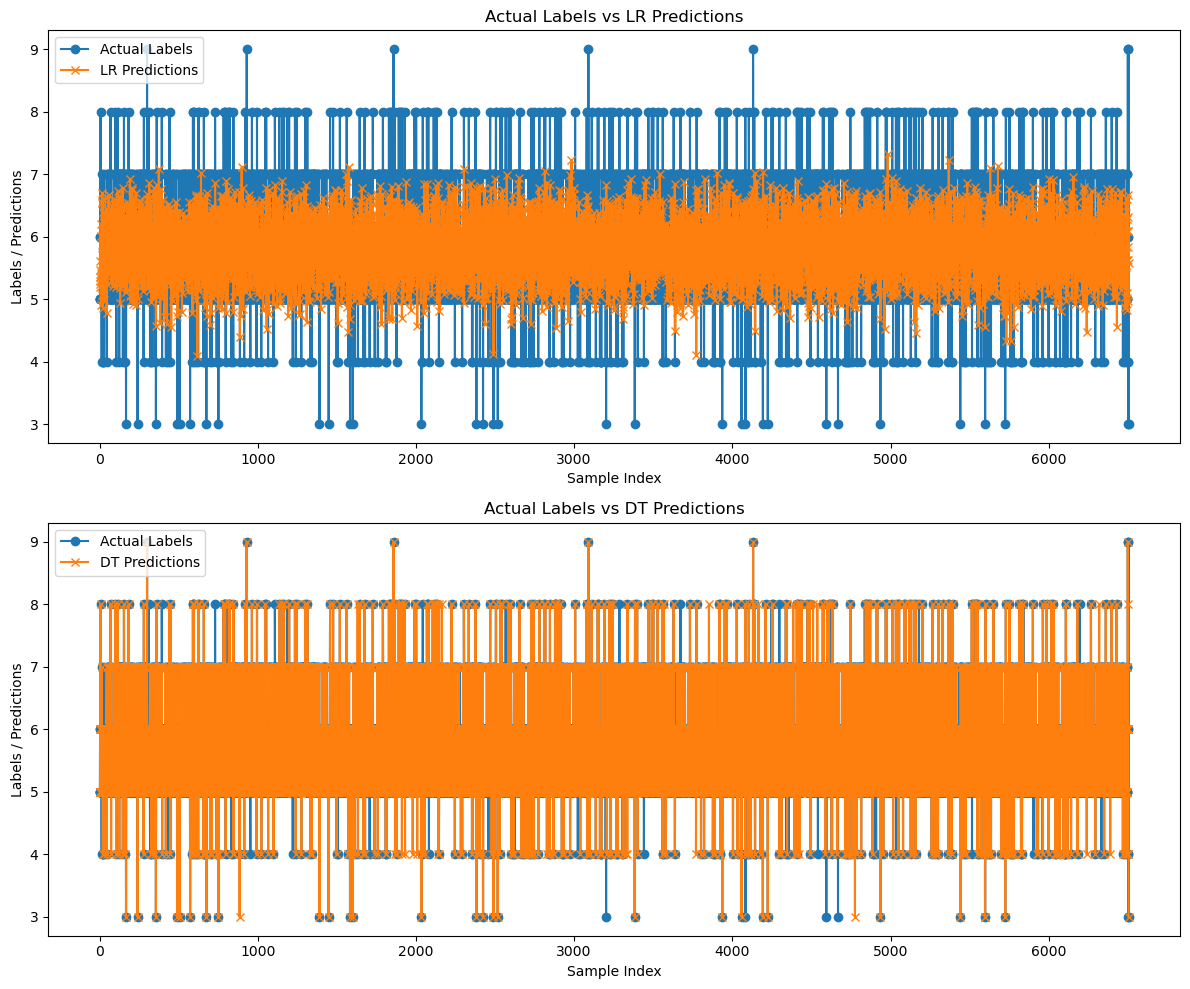 Actual Labels vs LR Predictions
Labels / Predictions
9
8
7
6
5
4
3
Actual Labels
LR Predictions
0 1000 2000 3000 4000 5000 6000
Sample Index
Actual Labels vs DT Predictions
Labels / Predictions
9
8
7
6
5
4
3
Actual Labels
DT Predictions
0 1000 2000 3000 4000 5000 6000
Sample Index